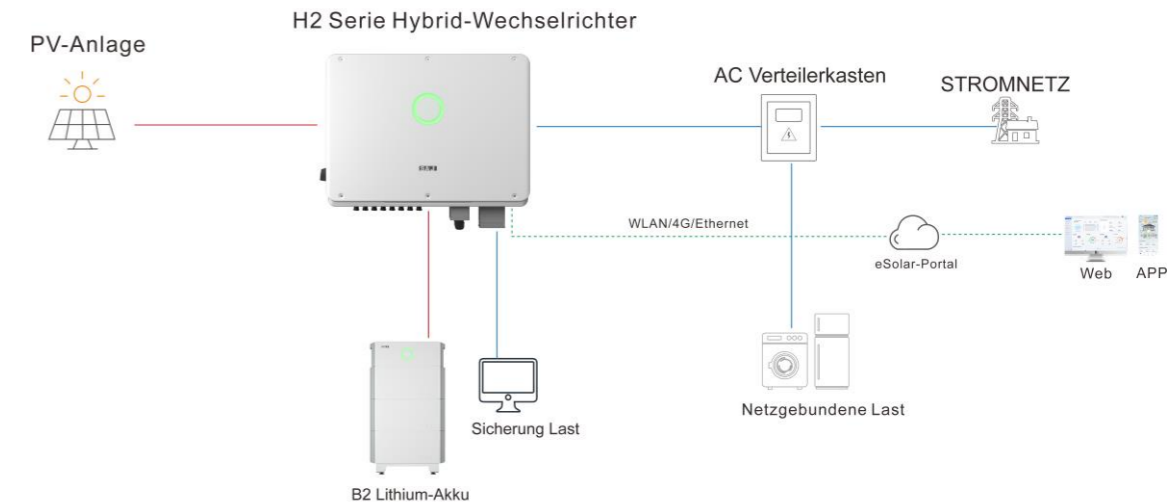 H2 Serie Hybrid-Wechselrichter
PV-Anlage
AC Verteilerkasten
STROMNETZ
WLAN/4G/Ethernet
eSolar-Portal
Web
APP
Netzgebundene Last
Sicherung Last
B2 Lithium-Akku